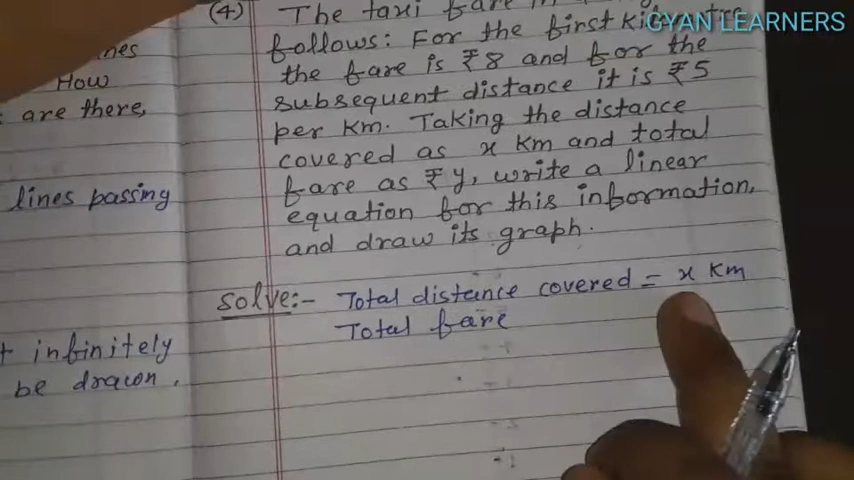 GYAN LEARNERS
How
are there,
lines passing
infinitely
be drawn.
(4) The taxi fare in a
follows: For the first
the fare is ₹8 and for the
subsequent distance it is ₹5
per km. Taking the distance
covered as x km and total
fare as ₹y, write a linear
equation for this information,
and draw its graph.
Solve:- Total distance covered = x km
Total fare